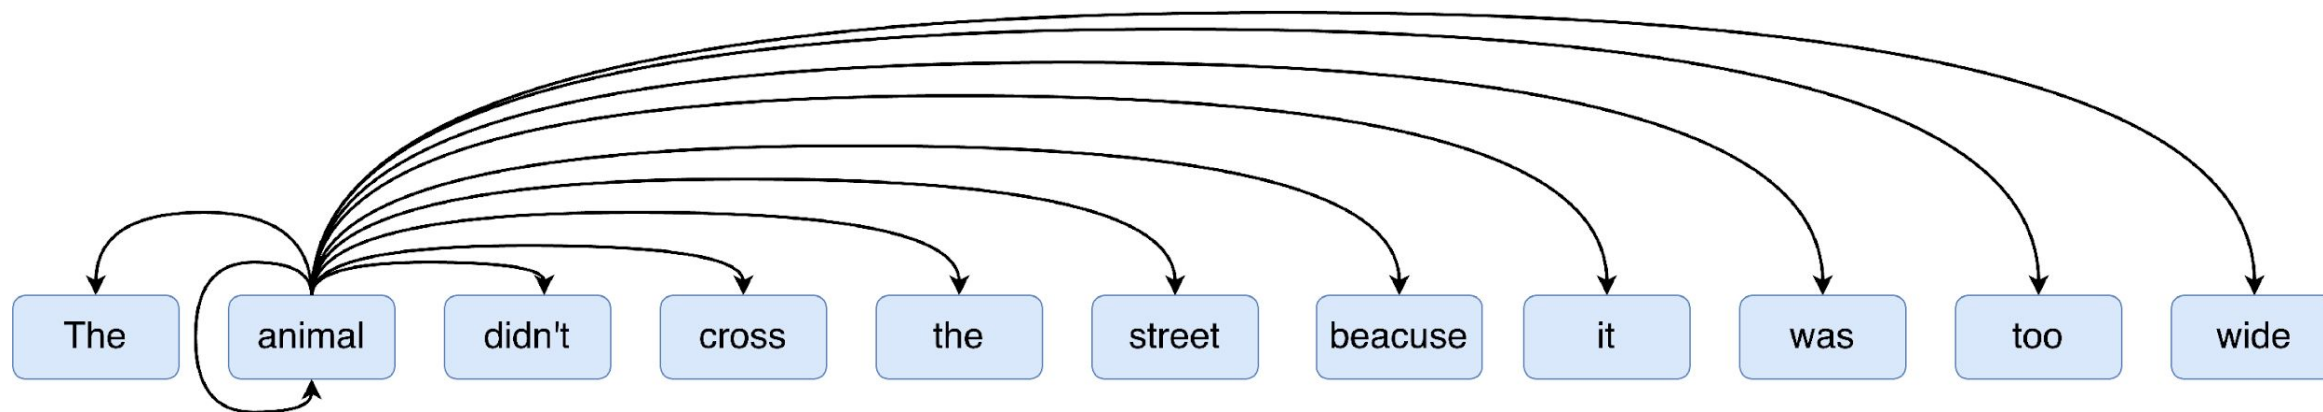 The animal didn't cross the street beacuse it was too wide